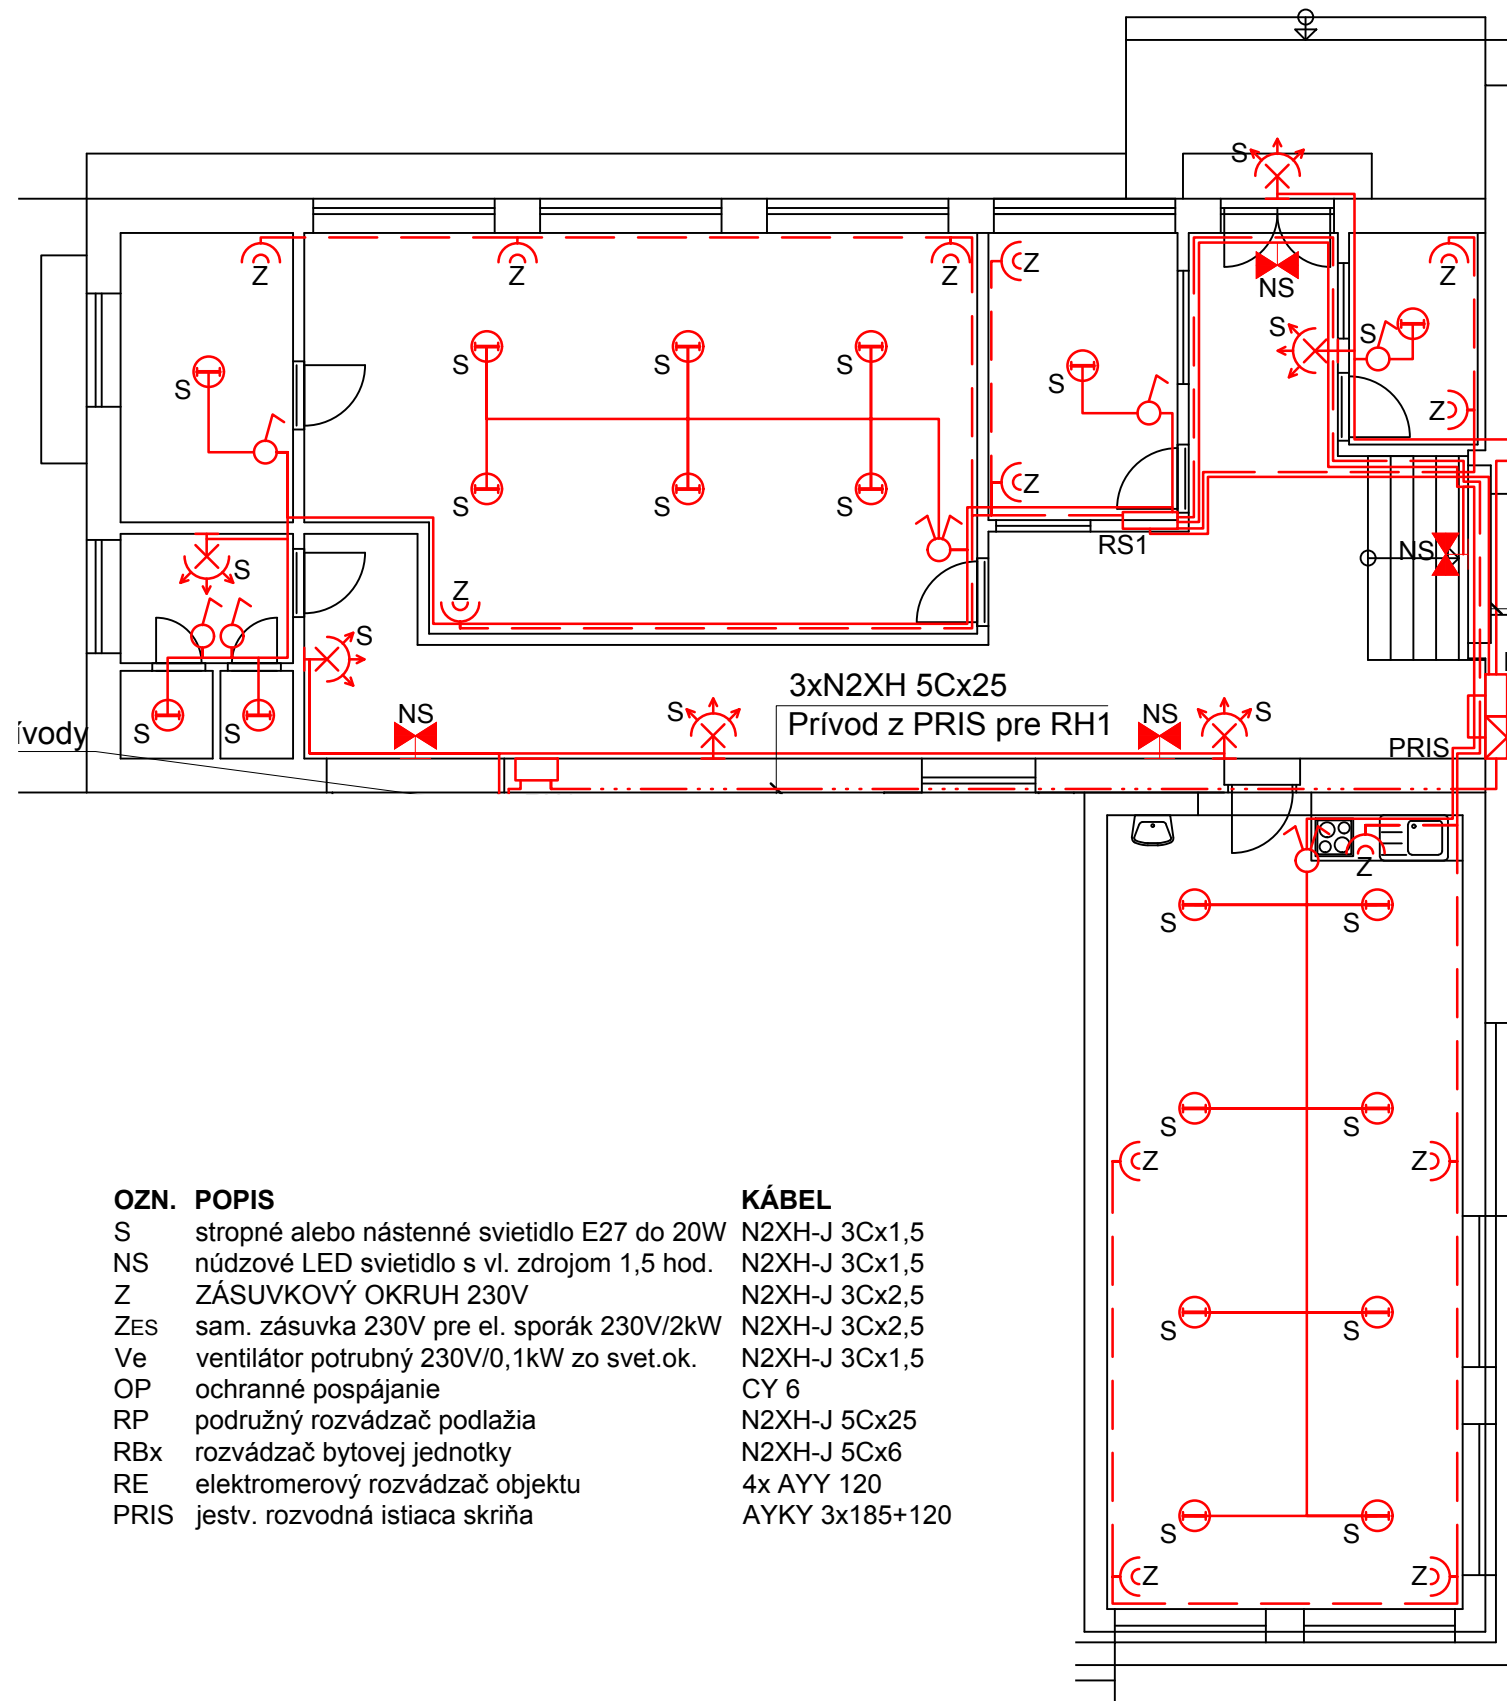 S
Z
Z
Z
Z
NS
Z
S
S
S
S
S
S
S
S
Z
S
S
S
Z
RS1
NS
S
Z
S
3xN2XH 5Cx25
Prívod z PRIS pre RH1
NS
S
NS
S
S
S
PRIS
Z
S
S
S
S
Z
Z
S
S
S
S
Z
Z
OZN. POPIS KÁBEL
S stropné alebo nástenné svietidlo E27 do 20W N2XH-J 3Cx1,5
NS núdzové LED svietidlo s vl. zdrojom 1,5 hod. N2XH-J 3Cx1,5
Z ZÁSUVKOVÝ OKRUH 230V N2XH-J 3Cx2,5
ZES sam. zásuvka 230V pre el. sporák 230V/2kW N2XH-J 3Cx2,5
Ve ventilátor potrubný 230V/0,1kW zo svet.ok. N2XH-J 3Cx1,5
OP ochranné pospájanie CY 6
RP podružný rozvádzač podlažia N2XH-J 5Cx25
RBx rozvádzač bytovej jednotky N2XH-J 5Cx6
RE elektromerový rozvádzač objektu 4x AYY 120
PRIS jestv. rozvodná istiaca skriňa AYKY 3x185+120